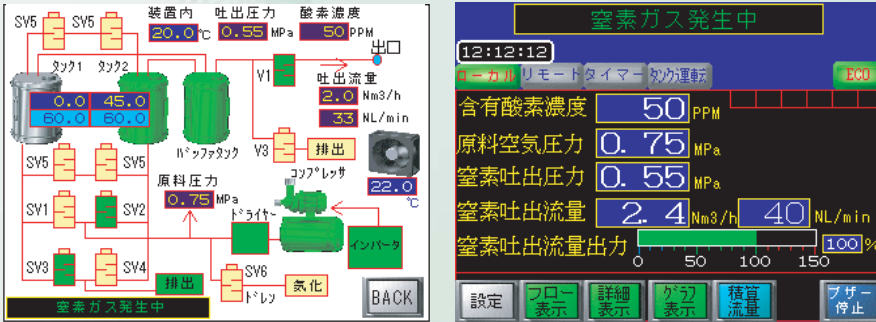 SV5
SV5
装置内 吐出圧力 酸素濃度
20.0℃ 0.55 MPa 50PPM
出口
タンク1 タンク2
V1
吐出流量
2.0 Nm3/h
33 NL/min
0.0 45.0
60.0 60.0
バッファタンク
V3 排出
SV5 SV5
原料圧力
0.75 MPa
コンプレッサ
22.0
℃
SV1 SV2
ドライヤー
インバータ
SV3 SV4
排出
SV6
ドレン
気化
BACK
窒素ガス発生中
窒素ガス発生中
12:12:12
ローカル リモート タイマー タンク運転 ECO
含有酸素濃度 50 PPM
原料空気圧力 0.75 MPa
窒素吐出圧力 0.55 MPa
窒素吐出流量 2.4 Nm3/h 40 NL/min
窒素吐出流量出力 100%
0 50 100 150
設定
フロー表示
詳細表示
グラフ表示
積算流量
ブザー停止